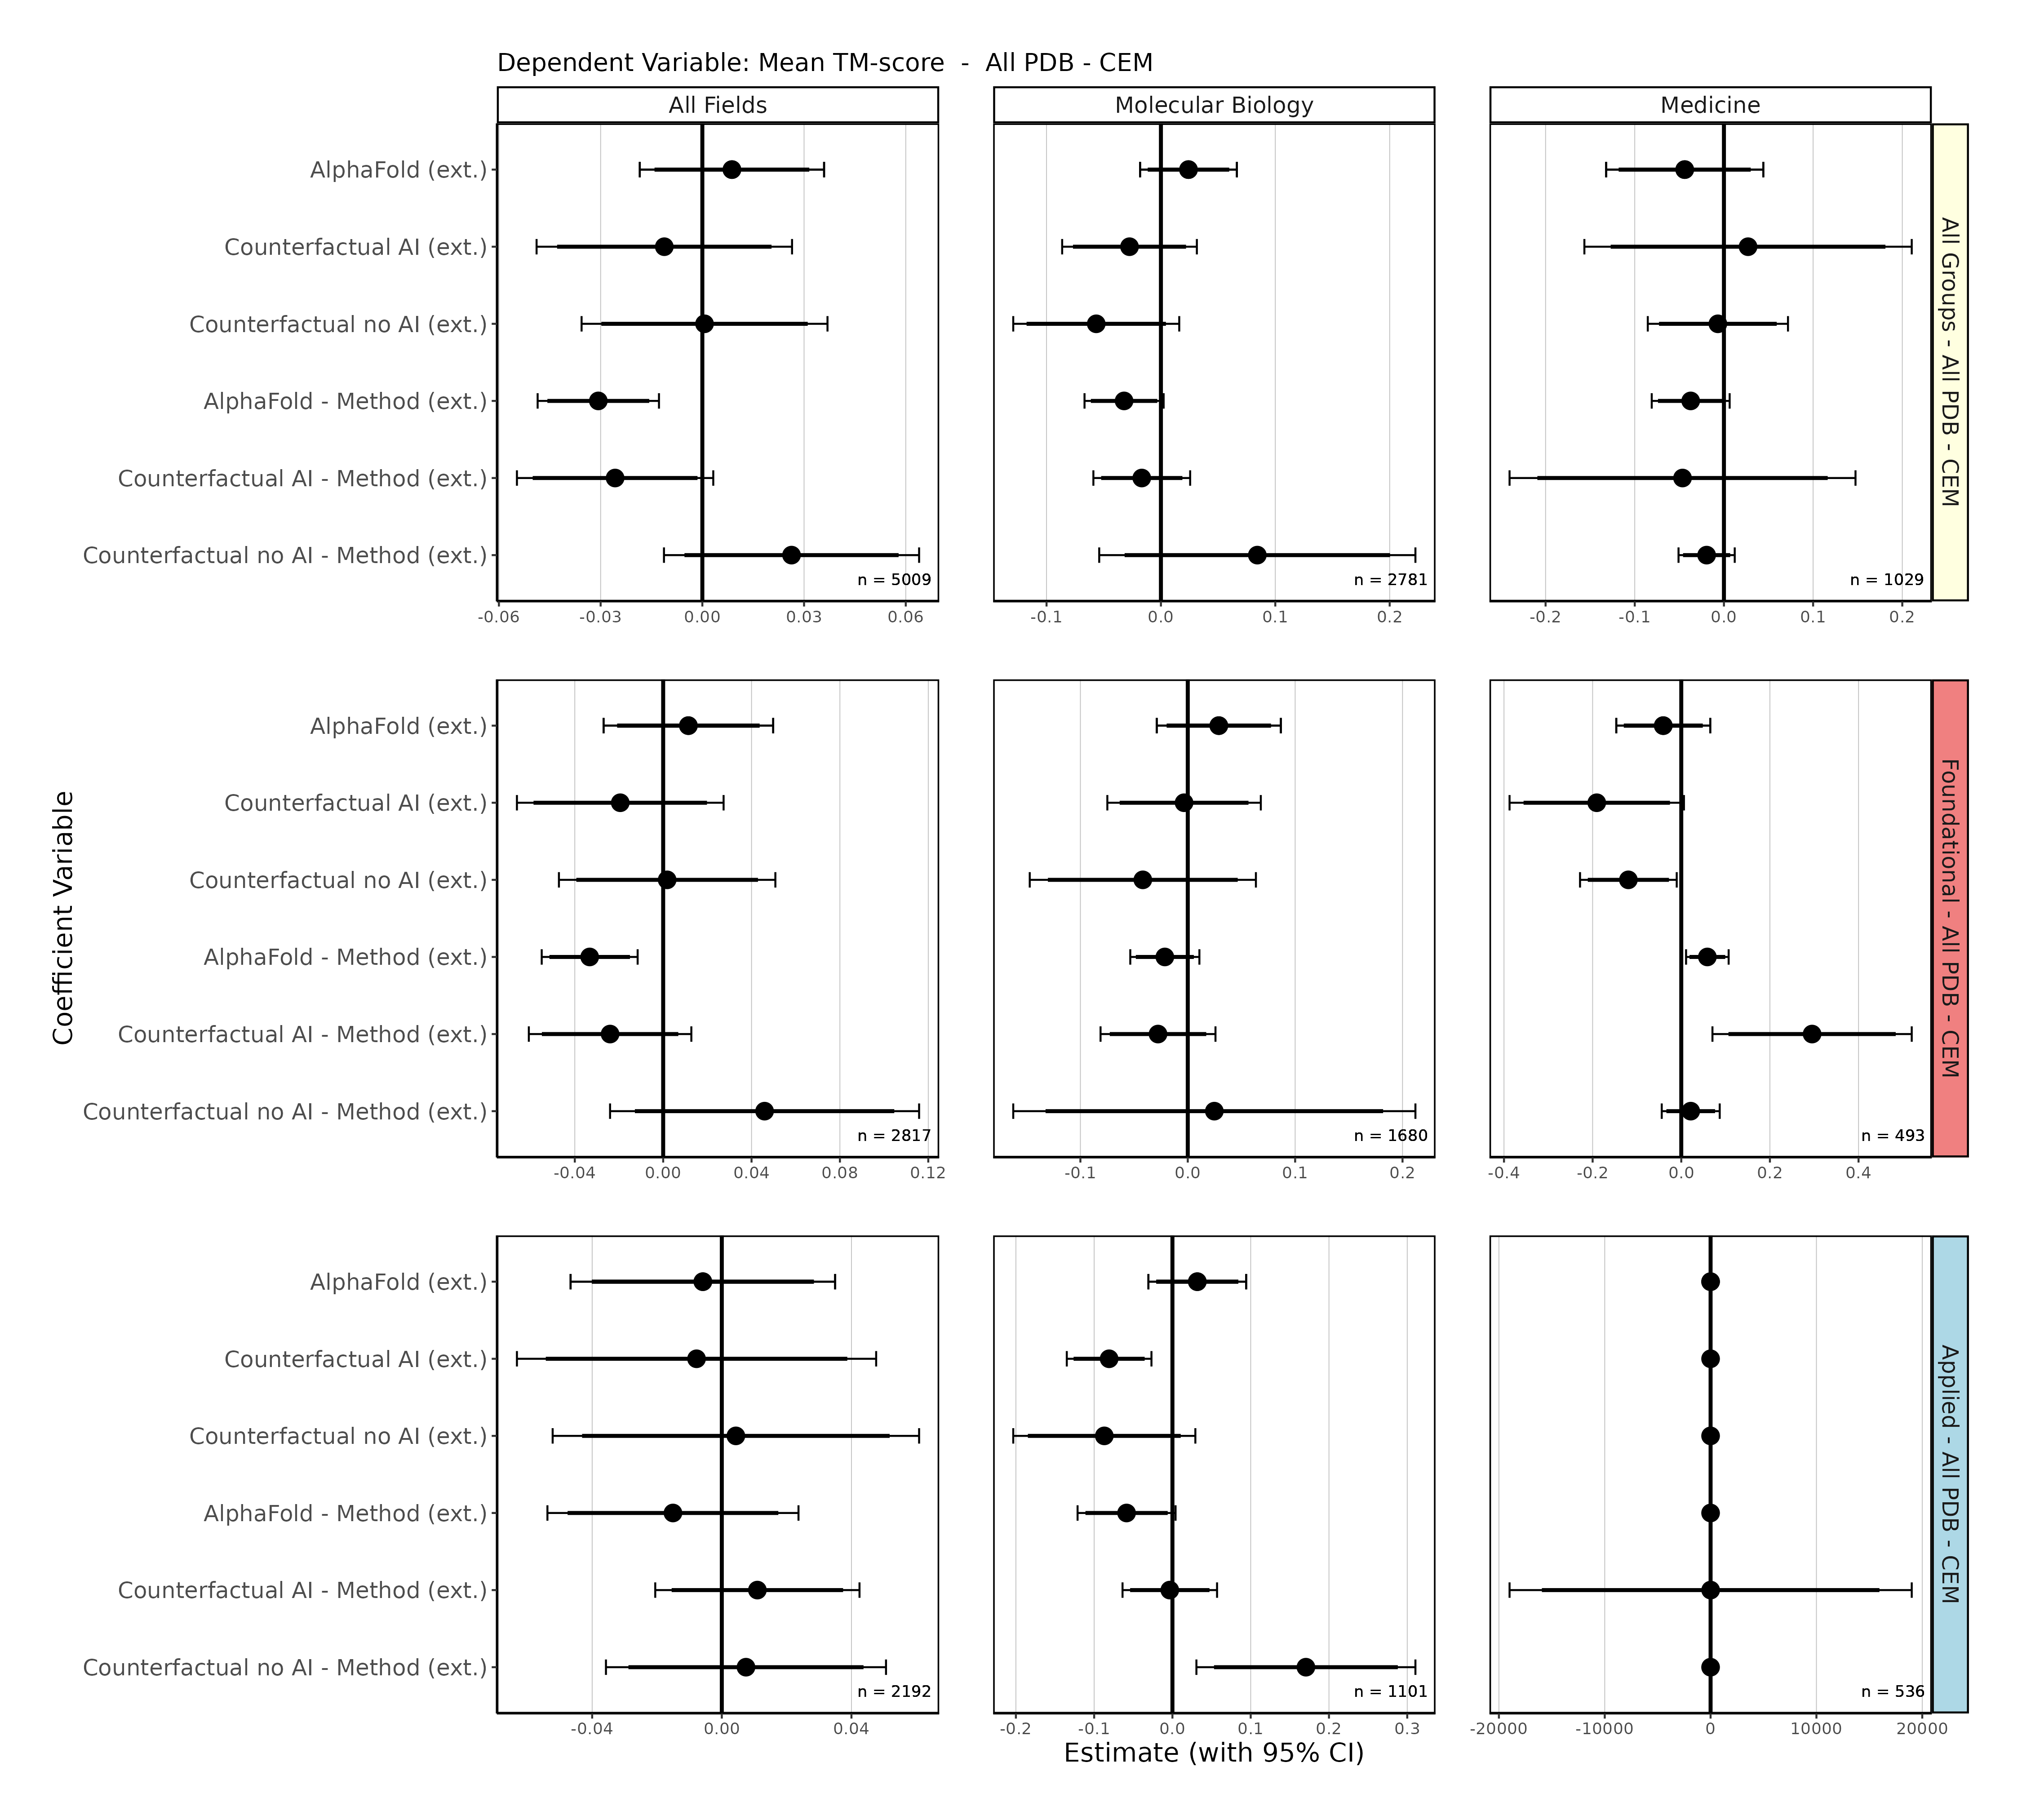 Dependent Variable: Mean TM-score - All PDB - CEM
All Fields
Molecular Biology
Medicine
All Groups - All PDB - CEM
AlphaFold (ext.)
Counterfactual AI (ext.)
Counterfactual no AI (ext.)
AlphaFold - Method (ext.)
Counterfactual AI - Method (ext.)
Counterfactual no AI - Method (ext.)
n = 5009
n = 2781
n = 1029
-0.06 -0.03 0.00 0.03 0.06
-0.1 0.0 0.1 0.2
-0.2 -0.1 0.0 0.1 0.2
Coefficient Variable
Foundational - All PDB - CEM
AlphaFold (ext.)
Counterfactual AI (ext.)
Counterfactual no AI (ext.)
AlphaFold - Method (ext.)
Counterfactual AI - Method (ext.)
Counterfactual no AI - Method (ext.)
n = 2817
n = 1680
n = 493
-0.04 0.00 0.04 0.08 0.12
-0.1 0.0 0.1 0.2
-0.4 -0.2 0.0 0.2 0.4
Applied - All PDB - CEM
AlphaFold (ext.)
Counterfactual AI (ext.)
Counterfactual no AI (ext.)
AlphaFold - Method (ext.)
Counterfactual AI - Method (ext.)
Counterfactual no AI - Method (ext.)
n = 2192
n = 1101
n = 536
-0.04 0.00 0.04
-0.2 -0.1 0.0 0.1 0.2 0.3
-20000 -10000 0 10000 20000
Estimate (with 95% CI)